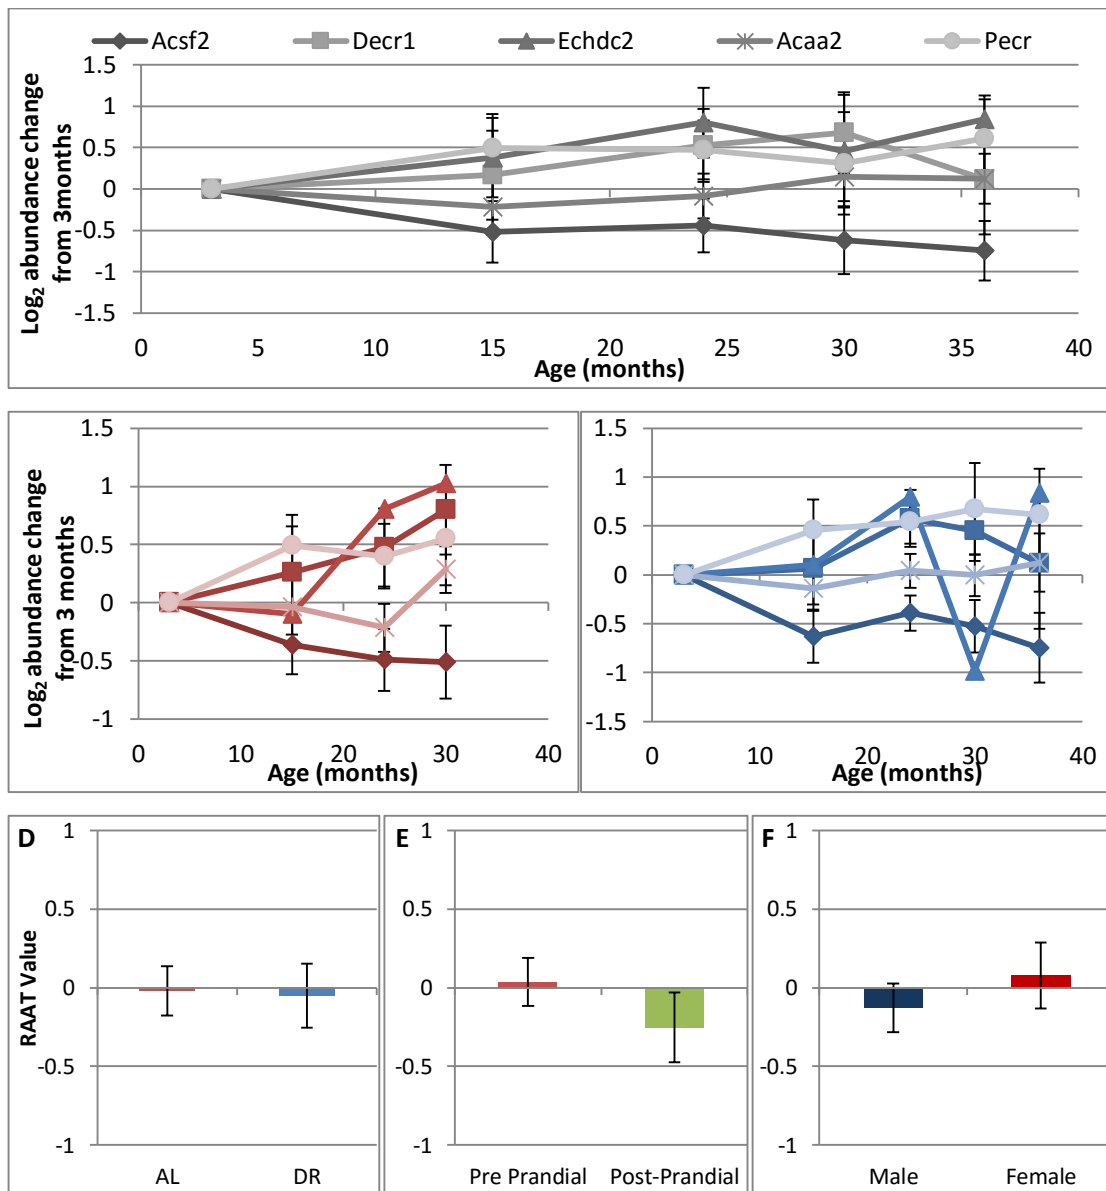 Acsf2 Decr1 Echdc2 Acaa2 Pecr
Log2 abundance change
from 3months
1.5
1
0.5
0
-0.5
-1
-1.5
0 5 10 15 20 25 30 35 40
Age (months)
Log2 abundance change
from 3 months
1.5
1
0.5
0
-0.5
-1
0 10 20 30 40
Age (months)
1.5
1
0.5
0
-0.5
-1
-1.5
0 10 20 30 40
Age (months)
D
RAAT Value
1
0.5
0
-0.5
-1
AL DR
E
1
0.5
0
-0.5
-1
Pre Prandial Post-Prandial
F
1
0.5
0
-0.5
-1
Male Female